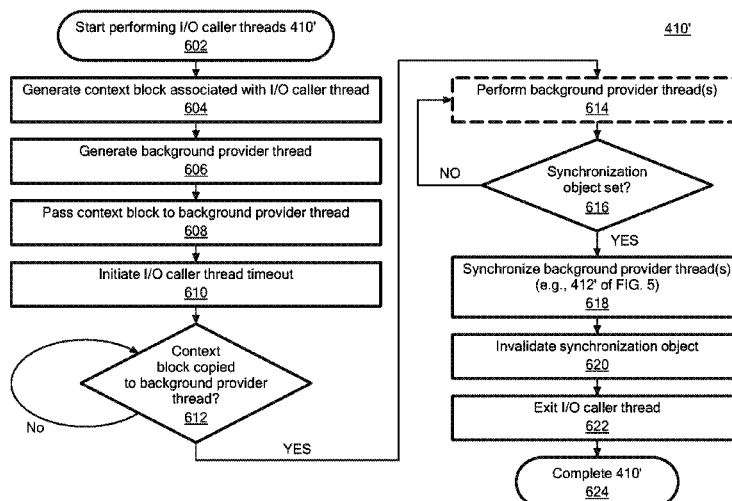 Start performing I/O caller threads 410'
602
Generate context block associated with I/O caller thread
604
Generate background provider thread
606
Pass context block to background provider thread
608
Initiate I/O caller thread timeout
610
Context
block copied
to background provider
thread?
612
No
YES
410'
Perform background provider thread(s)
614
NO
Synchronization
object set?
616
YES
Synchronize background provider thread(s)
(e.g., 412' of FIG. 5)
618
Invalidate synchronization object
620
Exit I/O caller thread
622
Complete 410'
624